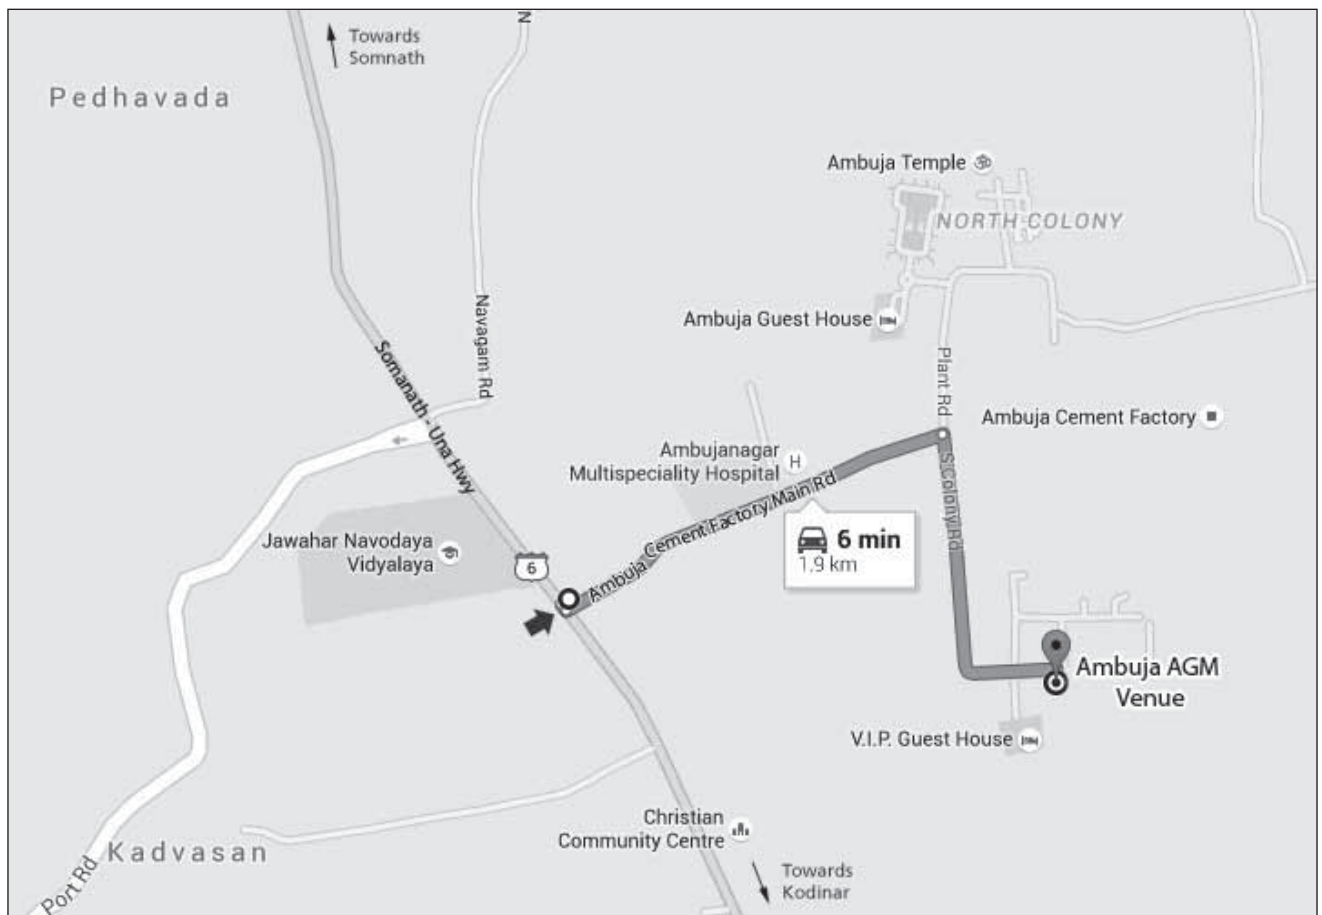 Towards
Somnath
N
Pedhavada
Ambuja Temple
NORTH COLONY
Navagam Rd
Ambuja Guest House
Somanath - Una Hwy
Plant Rd
Ambuja Cement Factory
Ambujanagar
Multispeciality Hospital
H
Ambuja Cement Factory Main Rd
S Colony Rd
6 min
1.9 km
Jawahar Navodaya
Vidyalaya
6
Ambuja AGM
Venue
V.I.P. Guest House
Christian
Community Centre
Kadvasan
Port Rd
Towards
Kodinar